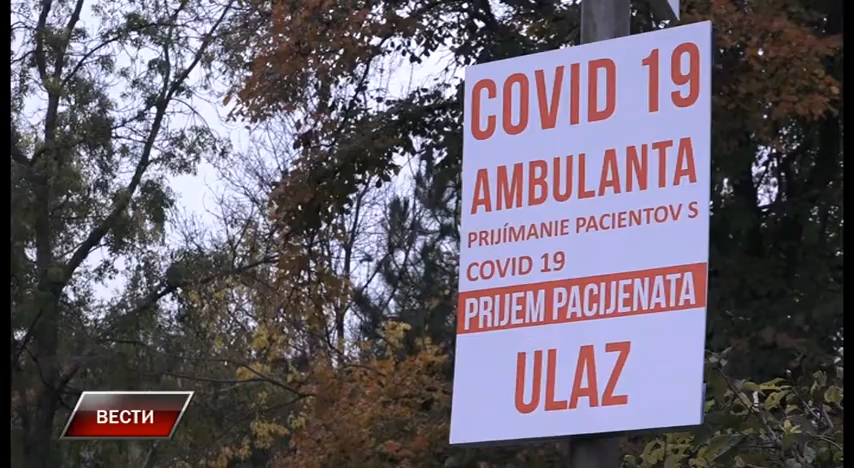 COVID 19
AMBULANTA
PRIJÍMANIE PACIENTOV S
COVID 19
PRIJEM PACIJENATA
ULAZ
ВЕСТИ